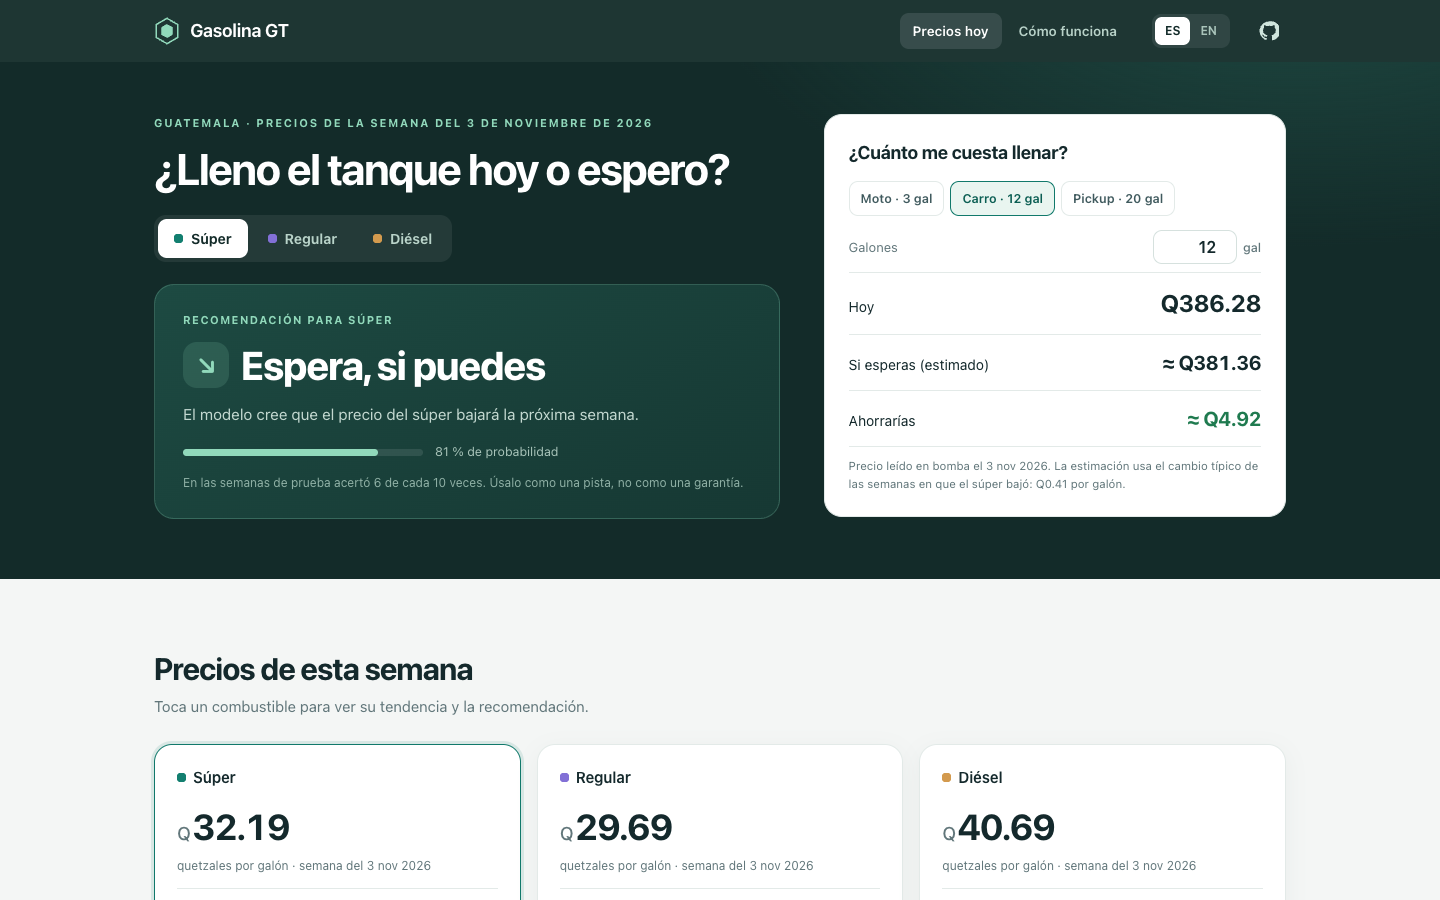 Gasolina GT
Precios hoy
Cómo funciona
ES
EN
GUATEMALA · PRECIOS DE LA SEMANA DEL 3 DE NOVIEMBRE DE 2026
¿Lleno el tanque hoy o espero?
Súper
Regular
Diésel
RECOMENDACIÓN PARA SÚPER
Espera, si puedes
El modelo cree que el precio del súper bajará la próxima semana.
81 % de probabilidad
En las semanas de prueba acertó 6 de cada 10 veces. Úsalo como una pista, no como una garantía.
¿Cuánto me cuesta llenar?
Moto · 3 gal
Carro · 12 gal
Pickup · 20 gal
Galones
12
gal
Hoy
Q386.28
Si esperas (estimado)
≈ Q381.36
Ahorrarías
≈ Q4.92
Precio leído en bomba el 3 nov 2026. La estimación usa el cambio típico de
las semanas en que el súper bajó: Q0.41 por galón.
Precios de esta semana
Toca un combustible para ver su tendencia y la recomendación.
Súper
Q32.19
quetzales por galón · semana del 3 nov 2026
Regular
Q29.69
quetzales por galón · semana del 3 nov 2026
Diésel
Q40.69
quetzales por galón · semana del 3 nov 2026